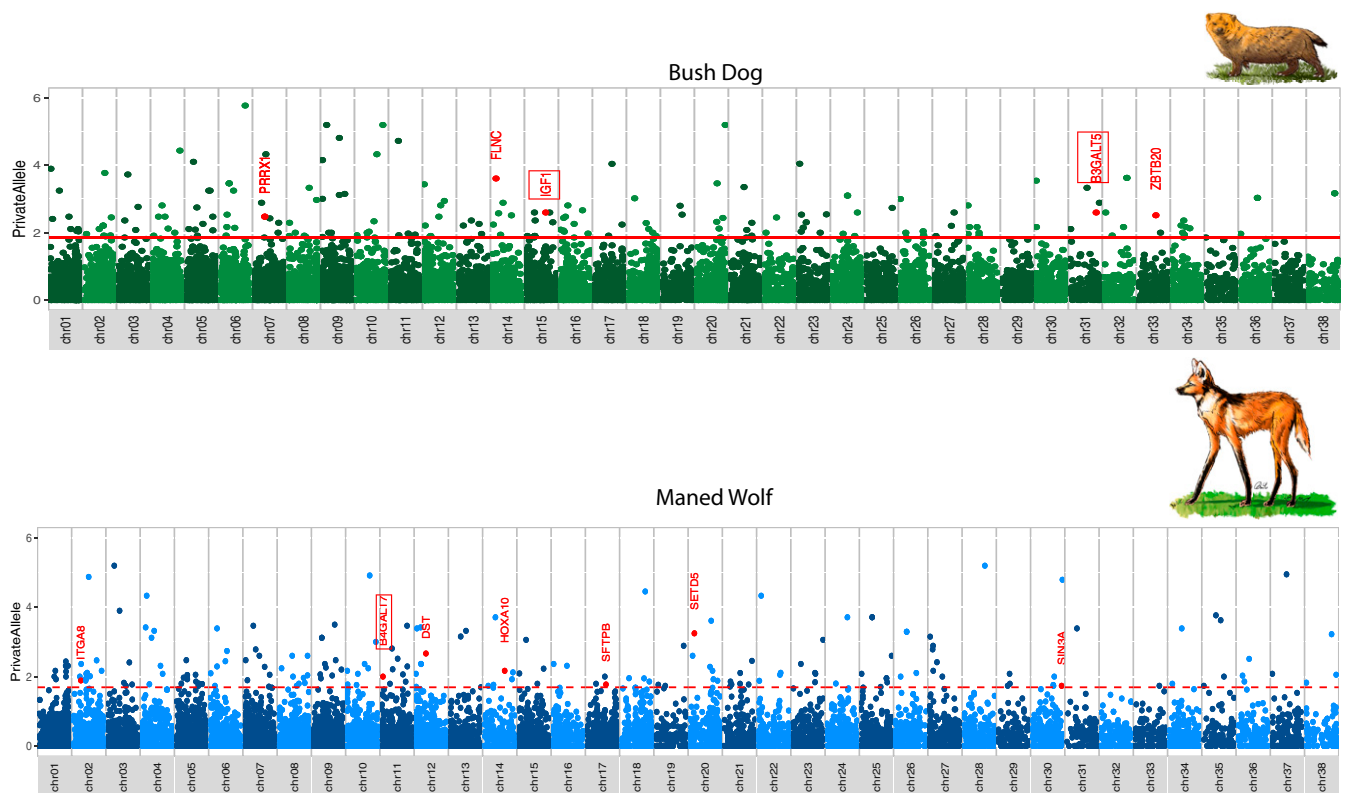 Bush Dog
PrivateAllele
6
4
2
0
PRRX1
FLNC
IGF1
B3GALT5
ZBTB20
chr01 chr02 chr03 chr04 chr05 chr06 chr07 chr08 chr09 chr10 chr11 chr12 chr13 chr14 chr15 chr16 chr17 chr18 chr19 chr20 chr21 chr22 chr23 chr24 chr25 chr26 chr27 chr28 chr29 chr30 chr31 chr32 chr33 chr34 chr35 chr36 chr37 chr38
Maned Wolf
PrivateAllele
6
4
2
0
ITGA8
B4GALT7
DST
HOXA10
SFTPB
SETD5
SIN3A
chr01 chr02 chr03 chr04 chr05 chr06 chr07 chr08 chr09 chr10 chr11 chr12 chr13 chr14 chr15 chr16 chr17 chr18 chr19 chr20 chr21 chr22 chr23 chr24 chr25 chr26 chr27 chr28 chr29 chr30 chr31 chr32 chr33 chr34 chr35 chr36 chr37 chr38